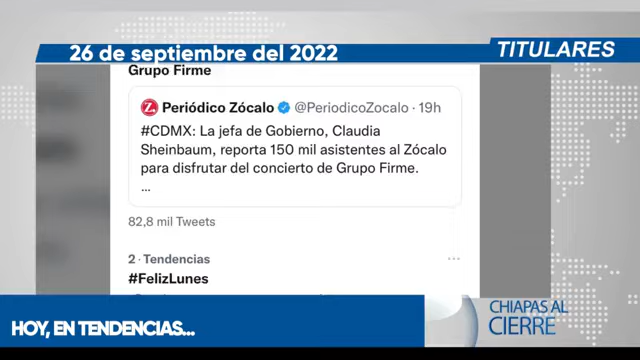 26 de septiembre del 2022
TITULARES
Grupo Firme
Periódico Zócalo @PeriodicoZocalo · 19h
#CDMX: La jefa de Gobierno, Claudia
Sheinbaum, reporta 150 mil asistentes al Zócalo
para disfrutar del concierto de Grupo Firme.
...
82,8 mil Tweets
2 · Tendencias
#FelizLunes
HOY, EN TENDENCIAS...
CHIAPAS AL
CIERRE